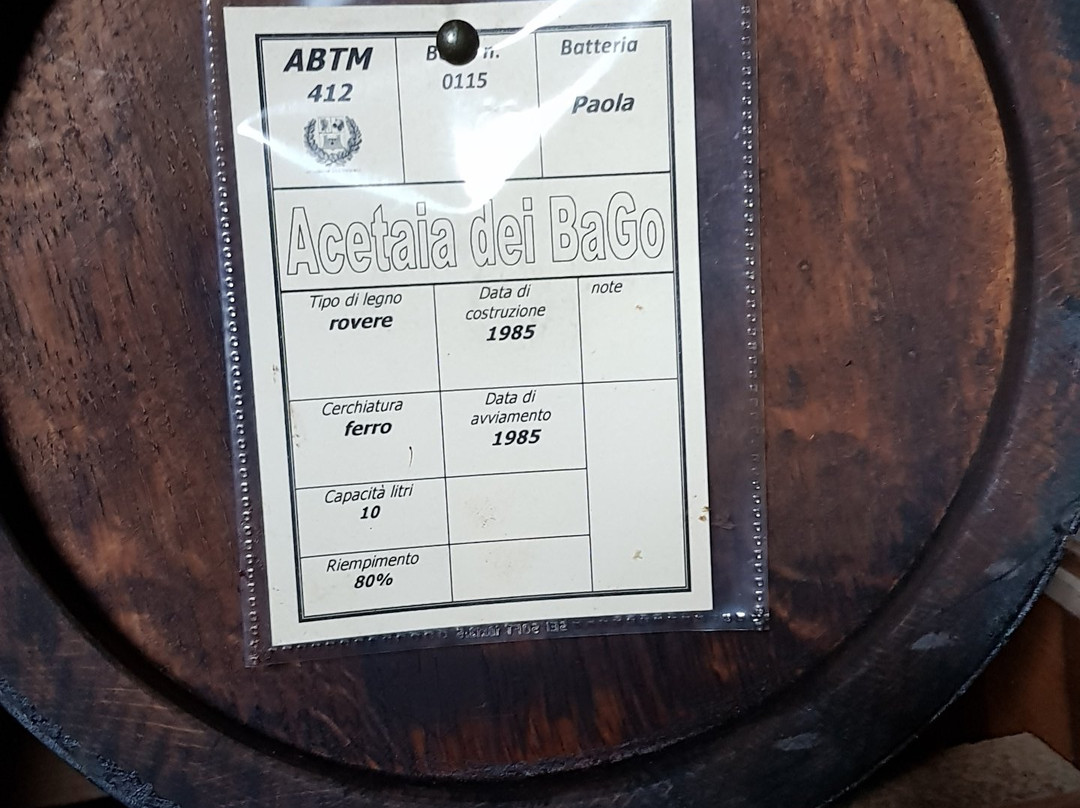 ABTM
412
n.
0115
Batteria
Paola
Acetaia dei BaGo
Tipo di legno
rovere
Data di
costruzione
1985
note
Cerchiatura
ferro
Data di
avviamento
1985
Capacità litri
10
Riempimento
80%